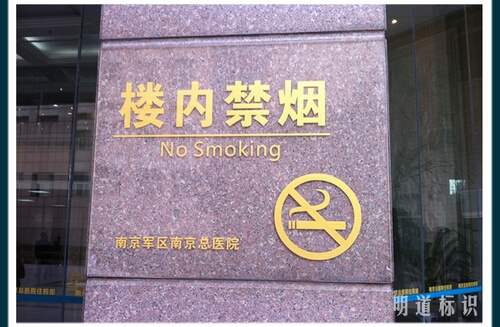 楼内禁烟
No Smoking
南京军区南京总医院
明道标识